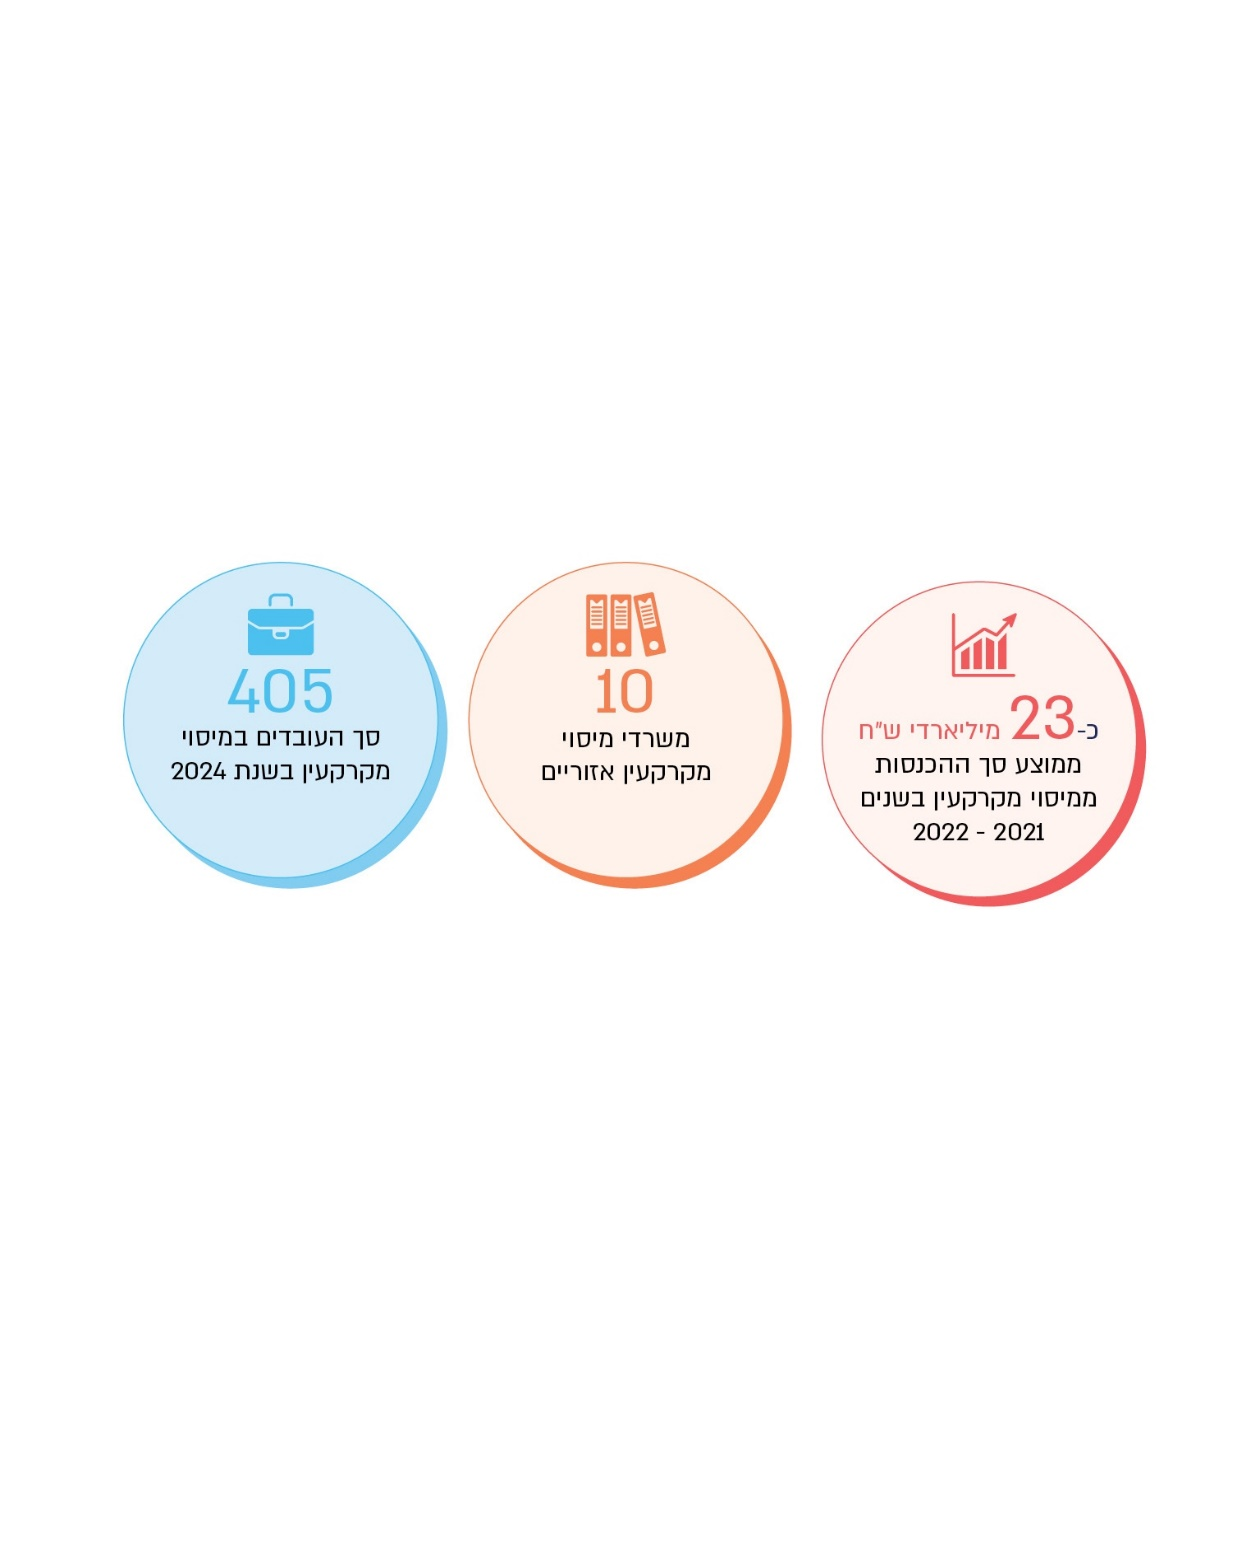 כ-23 מיליארדי ש"ח
ממוצע סך ההכנסות
ממיסוי מקרקעין בשנים
2021 - 2022
10
משרדי מיסוי
מקרקעין אזוריים
405
סך העובדים במיסוי
מקרקעין בשנת 2024